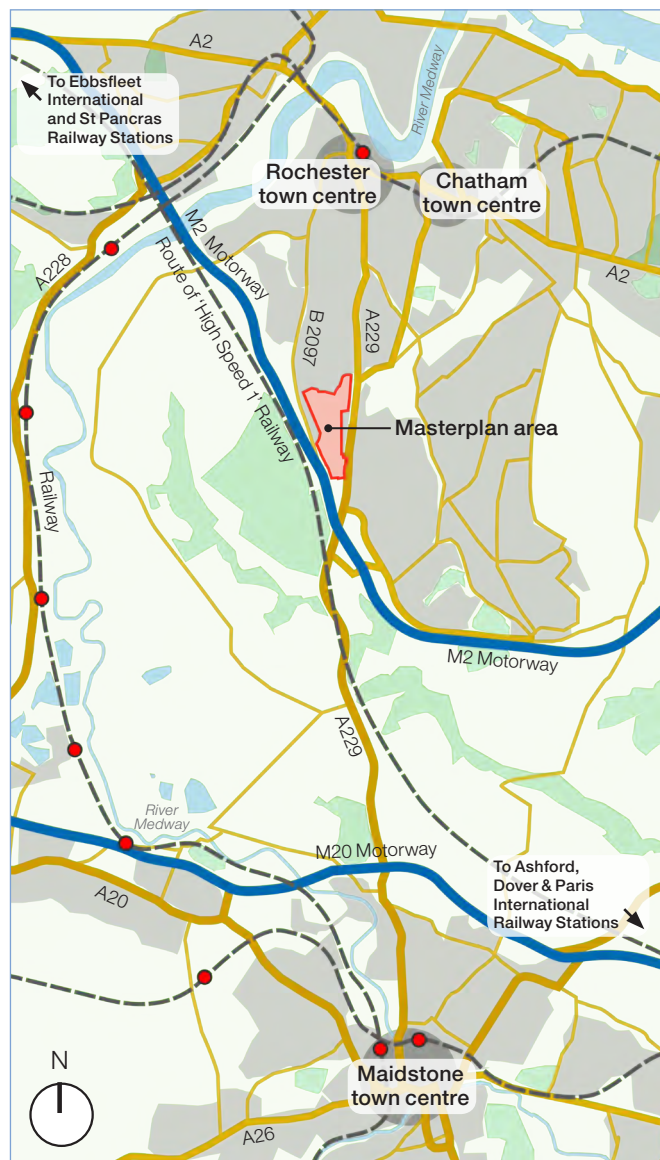 A2
To Ebbsfleet
International
and St Pancras
Railway Stations
River Medway
Rochester
town centre
Chatham
town centre
A228
M2 Motorway
A2
Route of 'High Speed 1' Railway
B 2097
A229
Masterplan area
Railway
M2 Motorway
A229
River
Medway
M20 Motorway
To Ashford,
Dover & Paris
International
Railway Stations
A20
N
Maidstone
town centre
A26